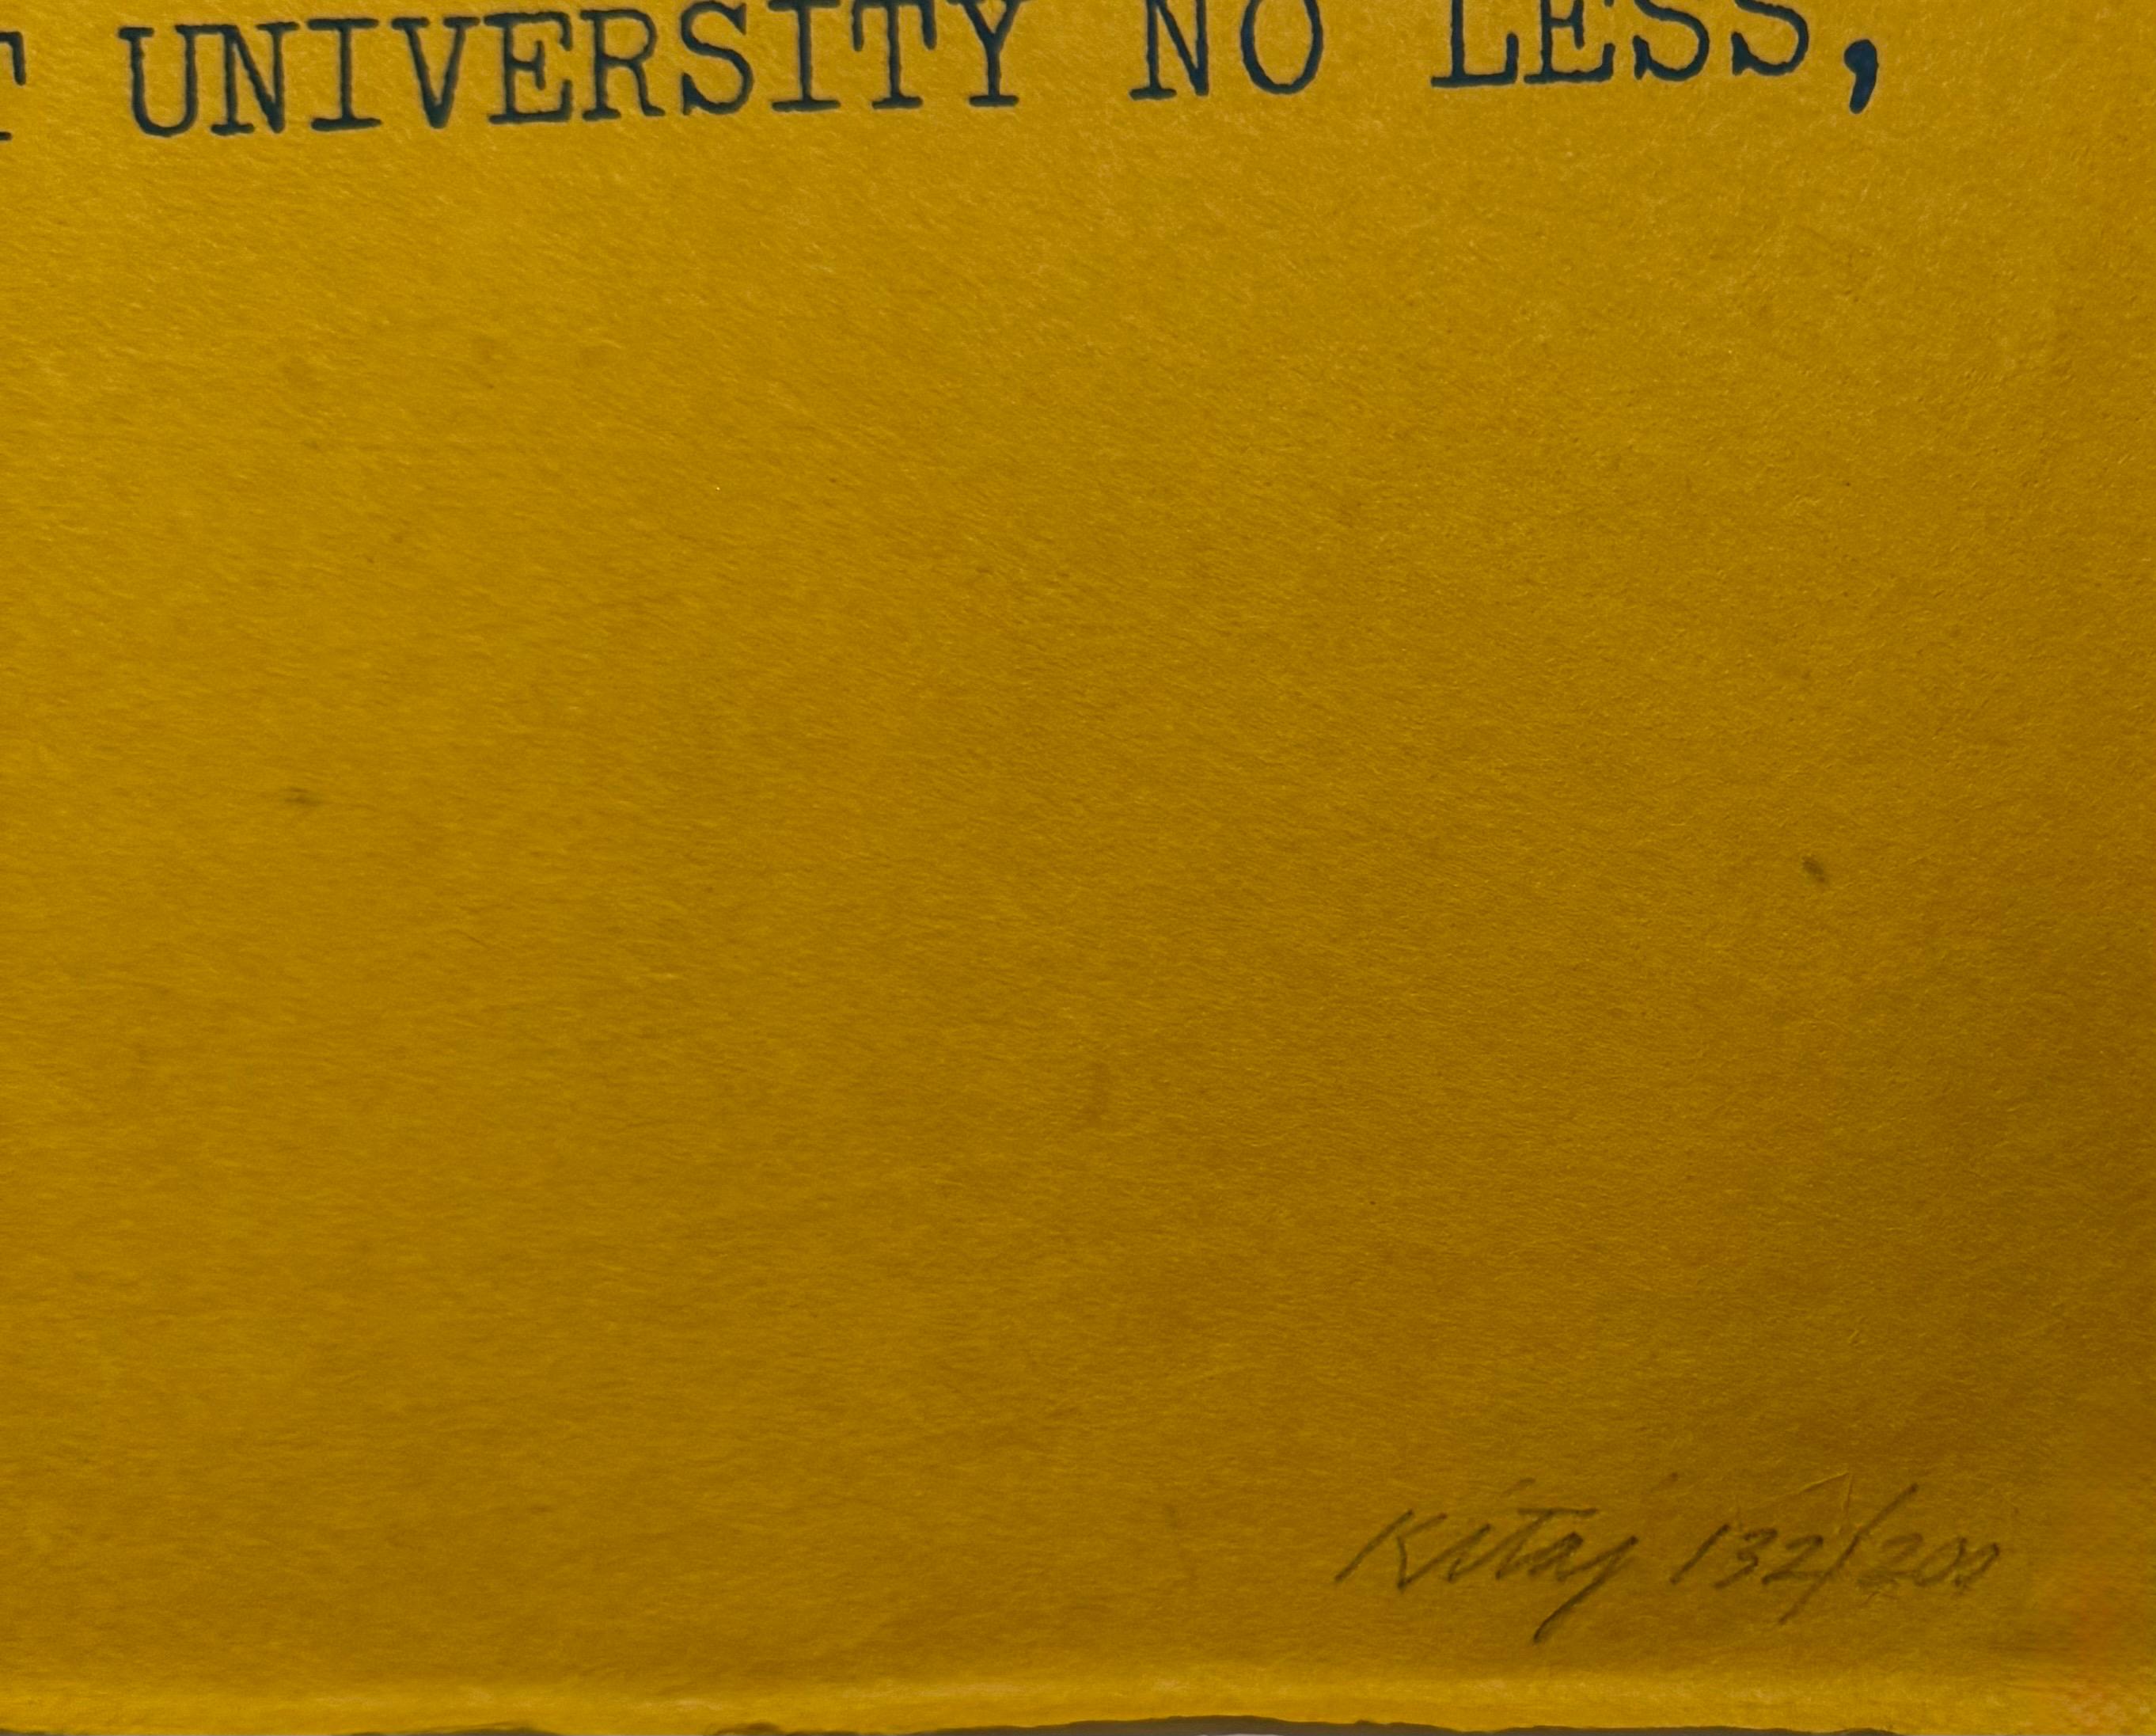 T UNIVERSITY NO LESS,
Kitaj 132/200